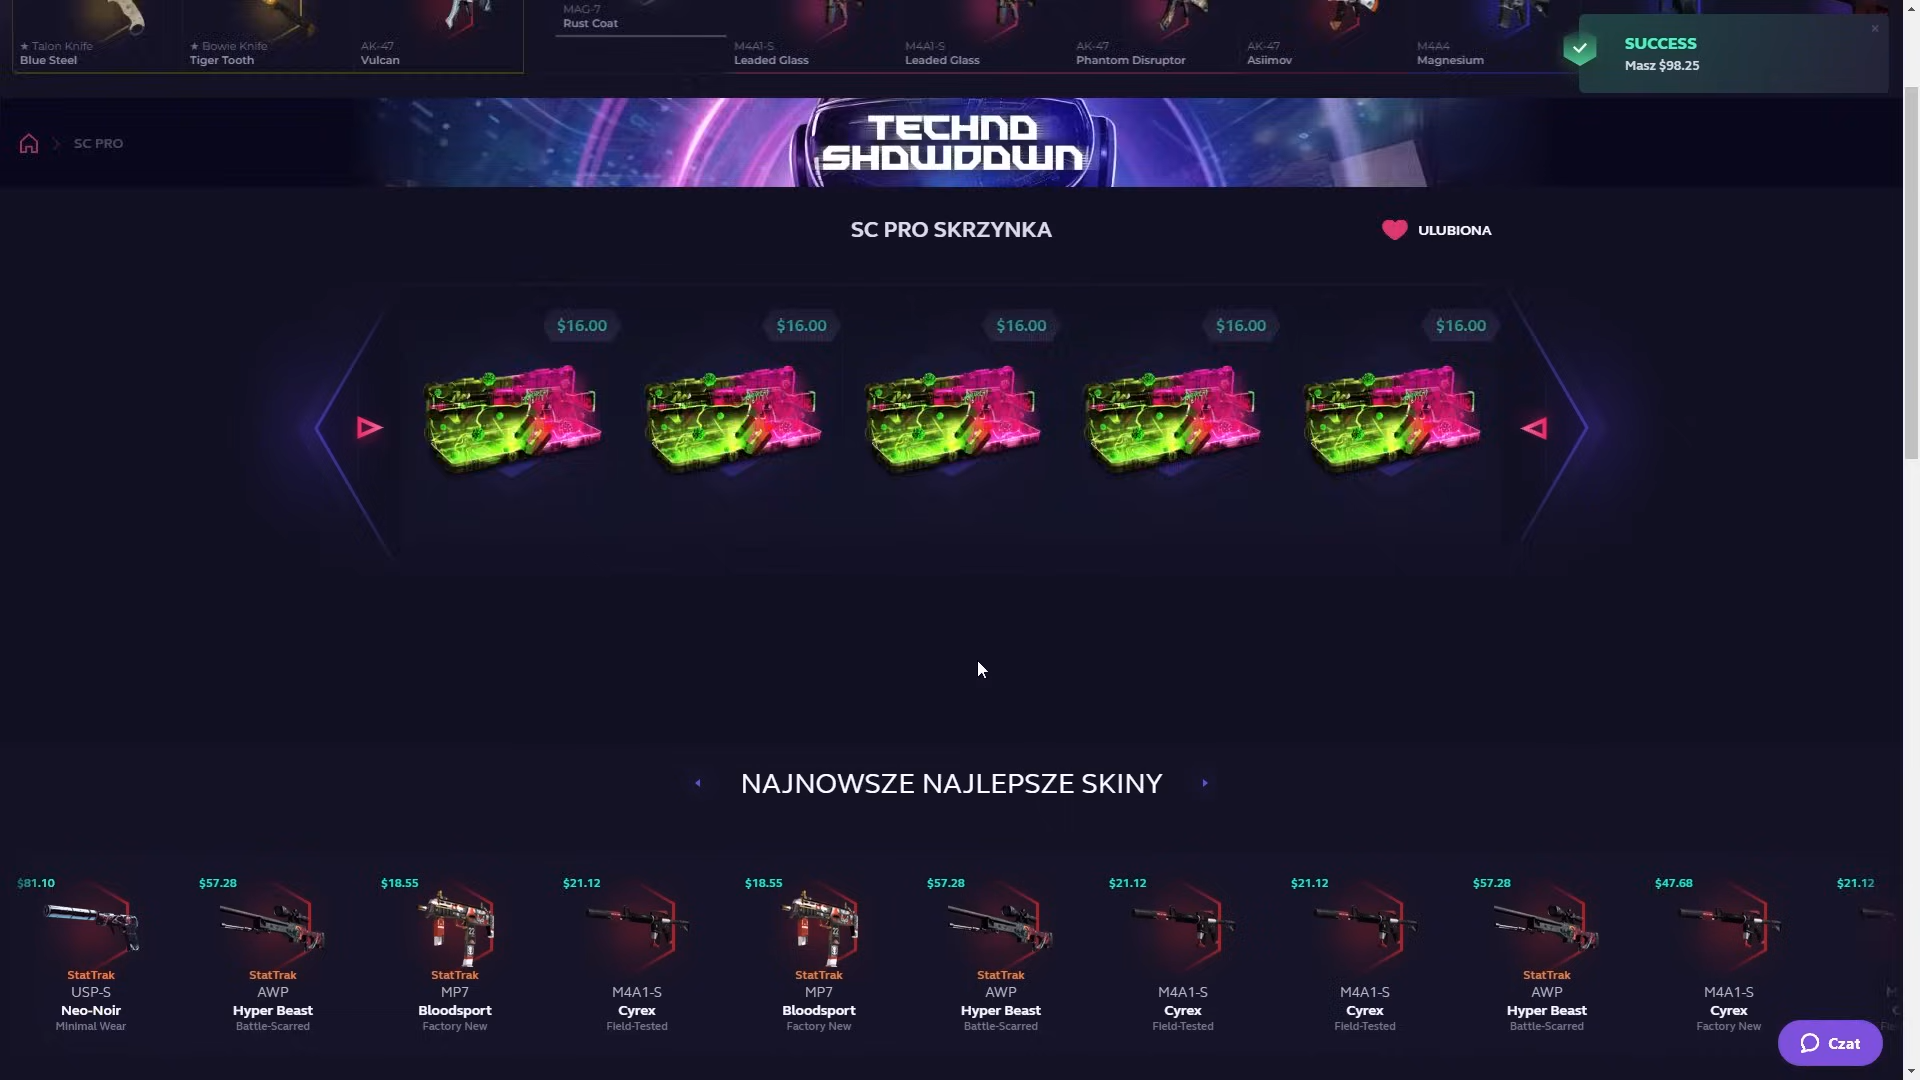 ★ Talon Knife
Blue Steel
★ Bowie Knife
Tiger Tooth
AK-47
Vulcan
MAG-7
Rust Coat
M4A1-S
Leaded Glass
M4A1-S
Leaded Glass
AK-47
Phantom Disruptor
AK-47
Asiimov
M4A4
Magnesium
SUCCESS
Masz $98.25
SC PRO
TECHNO
SHOWDOWN
SC PRO SKRZYNKA
ULUBIONA
$16.00
$16.00
$16.00
$16.00
$16.00
NAJNOWSZE NAJLEPSZE SKINY
$81.10
StatTrak
USP-S
Neo-Noir
Minimal Wear
$57.28
StatTrak
AWP
Hyper Beast
Battle-Scarred
$18.55
StatTrak
MP7
Bloodsport
Factory New
$21.12
M4A1-S
Cyrex
Field-Tested
$18.55
StatTrak
MP7
Bloodsport
Factory New
$57.28
StatTrak
AWP
Hyper Beast
Battle-Scarred
$21.12
M4A1-S
Cyrex
Field-Tested
$21.12
M4A1-S
Cyrex
Field-Tested
$57.28
StatTrak
AWP
Hyper Beast
Battle-Scarred
$47.68
M4A1-S
Cyrex
Factory New
$21.12
Czat